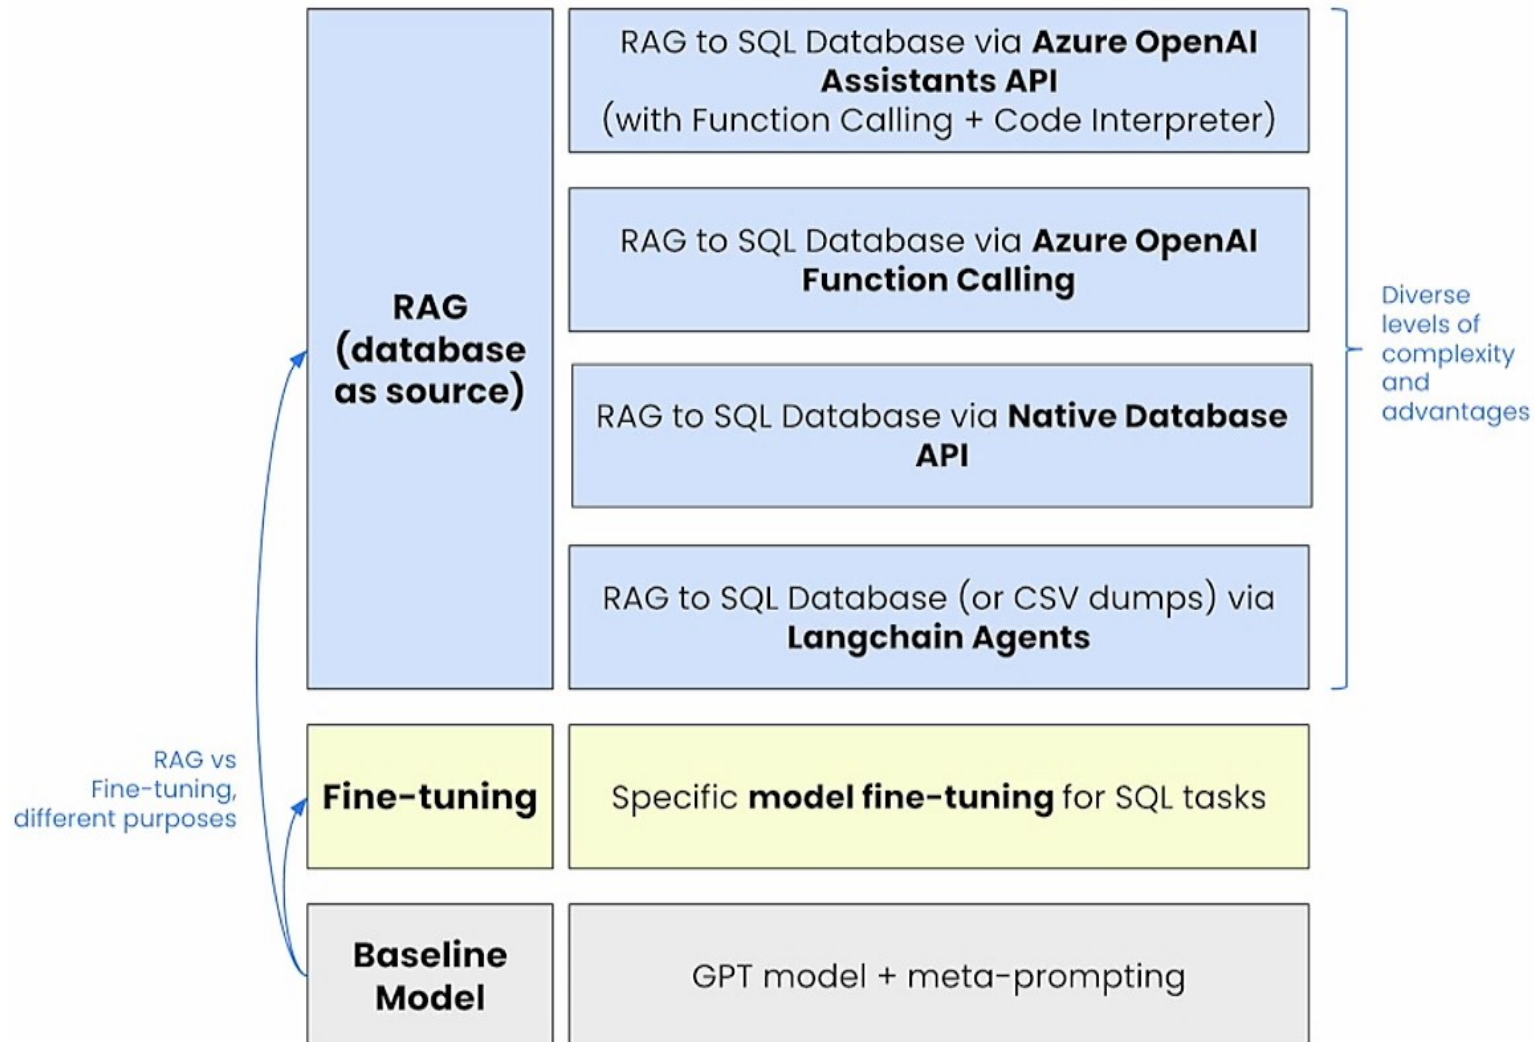 RAG to SQL Database via Azure OpenAI
Assistants API
(with Function Calling + Code Interpreter)
RAG to SQL Database via Azure OpenAI
Function Calling
RAG
(database
as source)
Diverse
levels of
complexity
and
advantages
RAG to SQL Database via Native Database
API
RAG to SQL Database (or CSV dumps) via
Langchain Agents
RAG vs
Fine-tuning,
different purposes
Fine-tuning
Specific model fine-tuning for SQL tasks
Baseline
Model
GPT model + meta-prompting